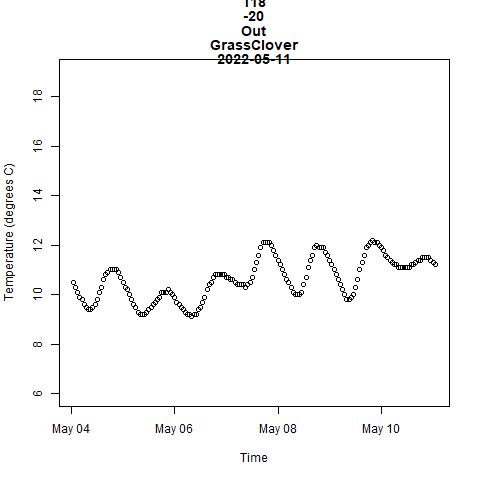 T18
-20
Out
GrassClover
2022-05-11
Temperature (degrees C)
18
16
14
12
10
8
6
May 04
May 06
May 08
May 10
Time